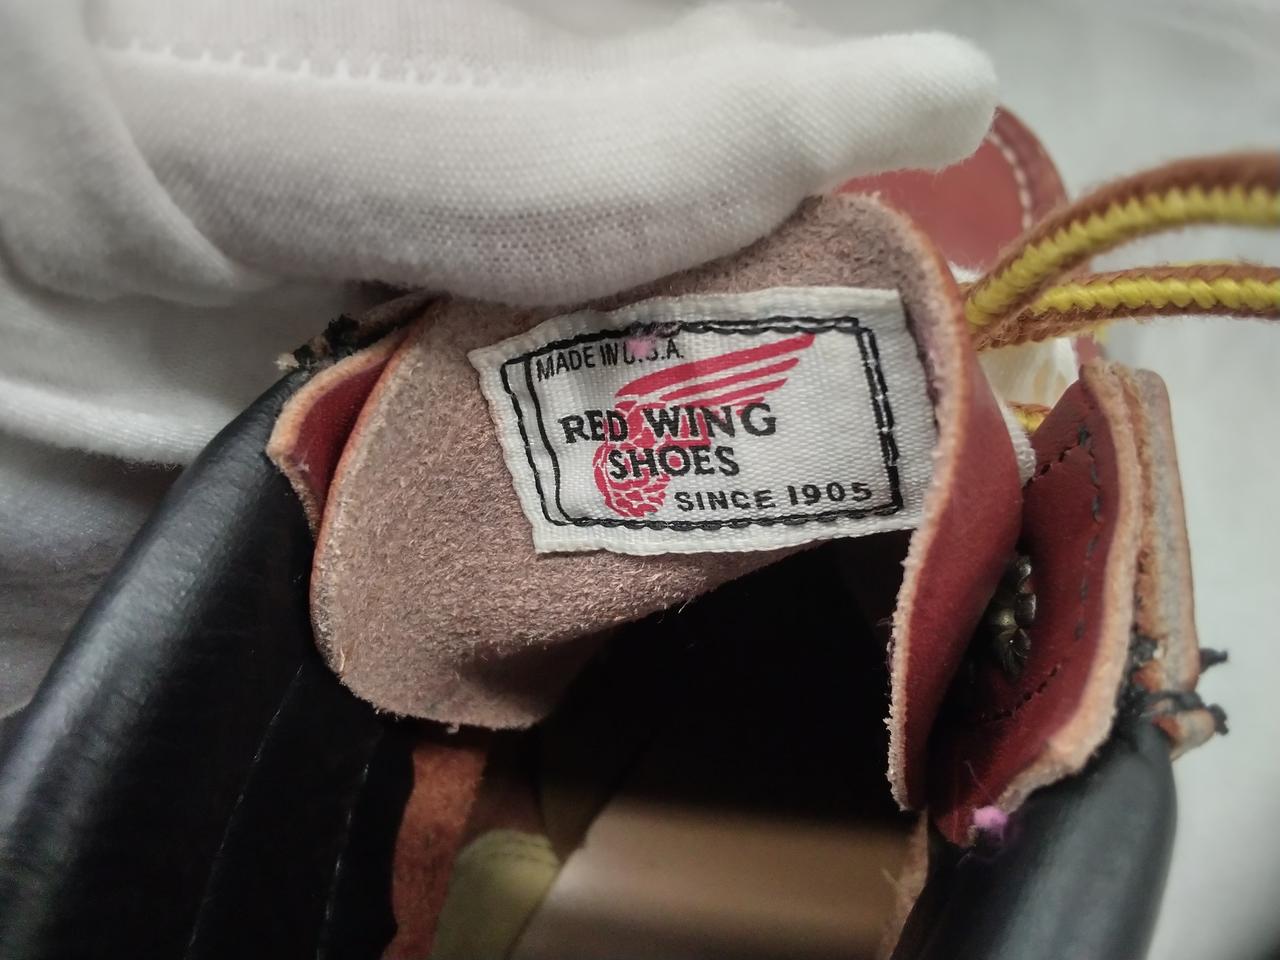 MADE IN U.S.A.
RED WING
SHOES
SINCE 1905